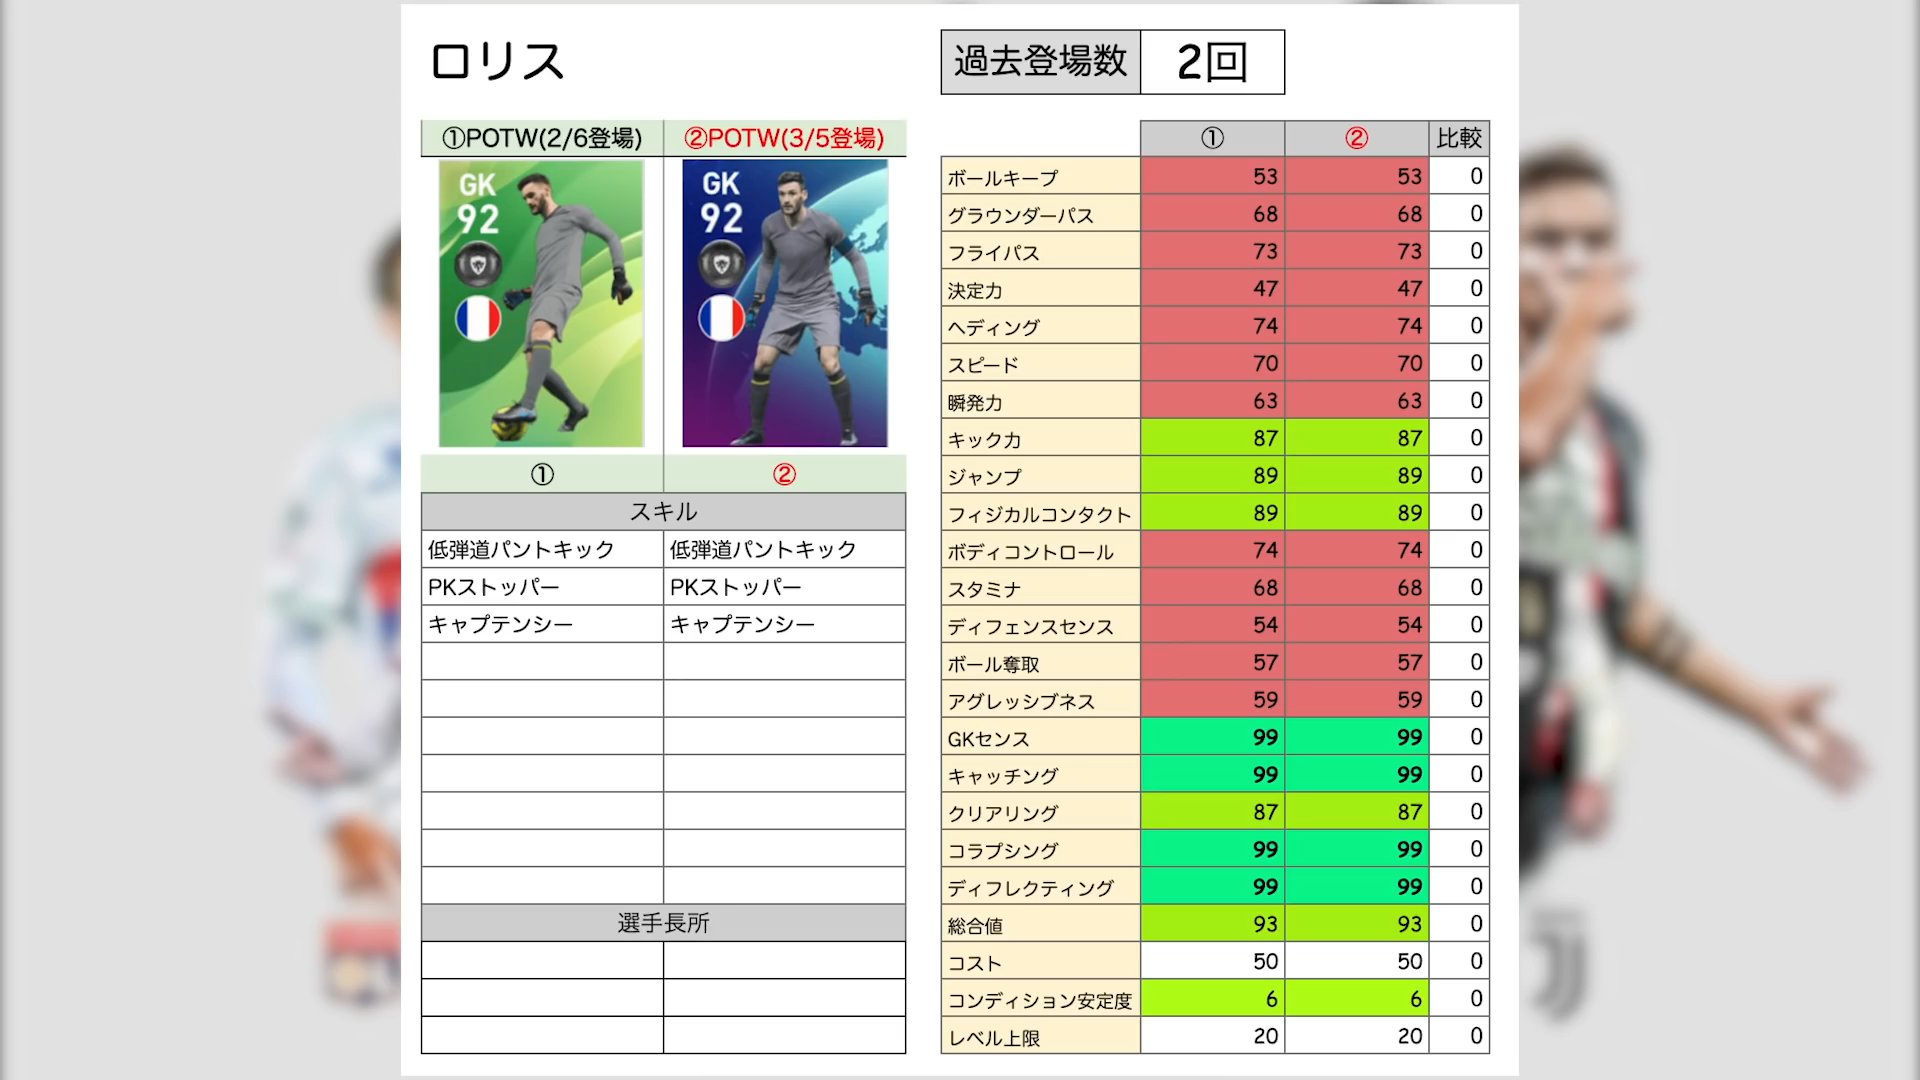 ロリス
過去登場数 2回
①POTW(2/6登場) ②POTW(3/5登場)
GK 92
GK 92
① ②
スキル
低弾道パントキック 低弾道パントキック
PKストッパー PKストッパー
キャプテンシー キャプテンシー
選手長所
① ② 比較
ボールキープ 53 53 0
グラウンダーパス 68 68 0
フライパス 73 73 0
決定力 47 47 0
ヘディング 74 74 0
スピード 70 70 0
瞬発力 63 63 0
キック力 87 87 0
ジャンプ 89 89 0
フィジカルコンタクト 89 89 0
ボディコントロール 74 74 0
スタミナ 68 68 0
ディフェンスセンス 54 54 0
ボール奪取 57 57 0
アグレッシブネス 59 59 0
GKセンス 99 99 0
キャッチング 99 99 0
クリアリング 87 87 0
コラプシング 99 99 0
ディフレクティング 99 99 0
総合値 93 93 0
コスト 50 50 0
コンディション安定度 6 6 0
レベル上限 20 20 0